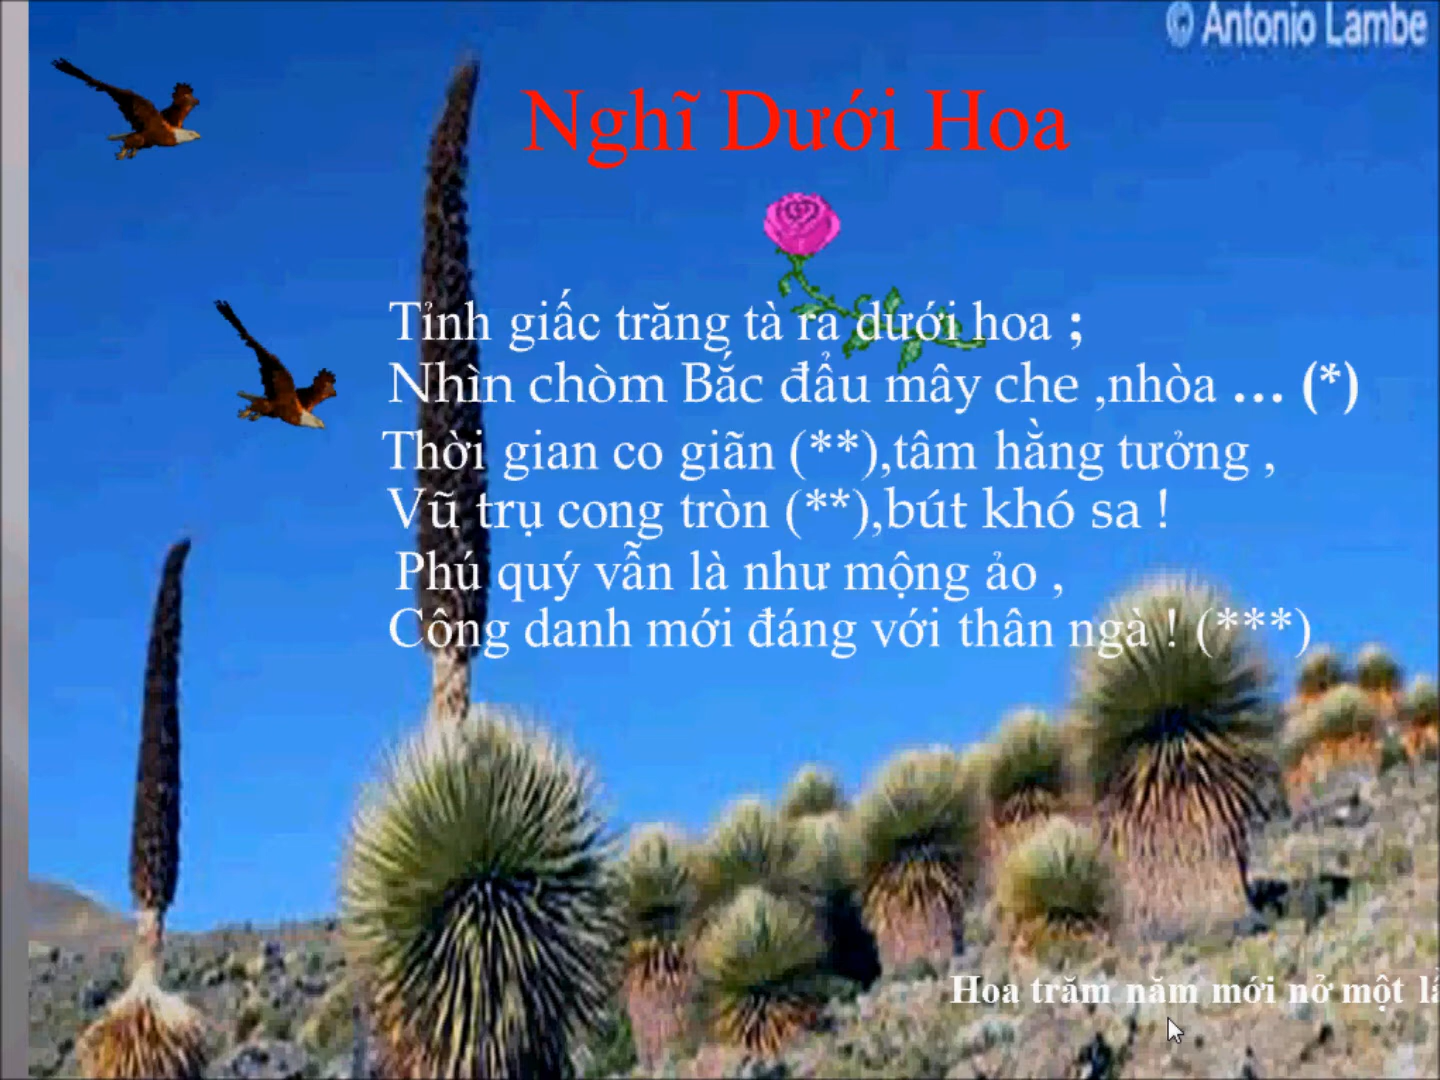 © Antonio Lambe
Nghĩ Dưới Hoa
Tỉnh giấc trăng tà ra dưới hoa ;
Nhìn chòm Bắc đẩu mây che ,nhòa ... (*)
Thời gian co giãn (**),tâm hằng tưởng ,
Vũ trụ cong tròn (**),bút khó sa !
Phú quý vẫn là như mộng ảo ,
Công danh mới đáng với thân ngà ! (***)
Hoa trăm năm mới nở một